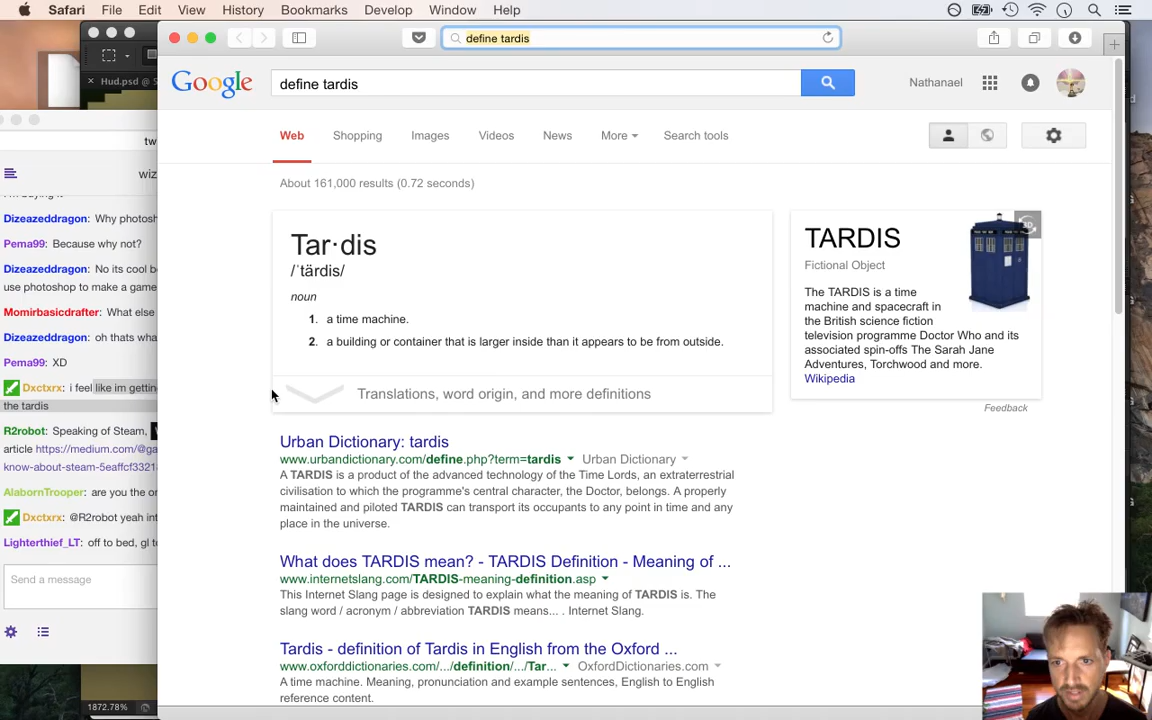 Safari File Edit View History Bookmarks Develop Window Help
define tardis
Hud.psd @
Google
define tardis
Nathanael
tw
wiz
Web Shopping Images Videos News More Search tools
About 161,000 results (0.72 seconds)
Dizeazeddragon: Why photosh
Pema99: Because why not?
Dizeazeddragon: No its cool b
use photoshop to make a game
Momirbasicdrafter: What else
Dizeazeddragon: oh thats wha
Pema99: XD
Dxctxrx: i feel like im gettin
the tardis
R2robot: Speaking of Steam,
article https://medium.com/@ga
know-about-steam-5eaffcf3321
AlabornTrooper: are you the or
Dxctxrx: @R2robot yeah int
Lighterthief_LT: off to bed, gl t
Send a message
1872.78%
Tar·dis
/ˈtärdis/
noun
1. a time machine.
2. a building or container that is larger inside than it appears to be from outside.
Translations, word origin, and more definitions
TARDIS
Fictional Object
The TARDIS is a time
machine and spacecraft in
the British science fiction
television programme Doctor Who and its
associated spin-offs The Sarah Jane
Adventures, Torchwood and more.
Wikipedia
Feedback
Urban Dictionary: tardis
www.urbandictionary.com/define.php?term=tardis Urban Dictionary
A TARDIS is a product of the advanced technology of the Time Lords, an extraterrestrial
civilisation to which the programme's central character, the Doctor, belongs. A properly
maintained and piloted TARDIS can transport its occupants to any point in time and any
place in the universe.
What does TARDIS mean? - TARDIS Definition - Meaning of ...
www.internetslang.com/TARDIS-meaning-definition.asp
This Internet Slang page is designed to explain what the meaning of TARDIS is. The
slang word / acronym / abbreviation TARDIS means... . Internet Slang.
Tardis - definition of Tardis in English from the Oxford ...
www.oxforddictionaries.com/.../definition/.../Tar... OxfordDictionaries.com
A time machine. Meaning, pronunciation and example sentences, English to English
reference content.